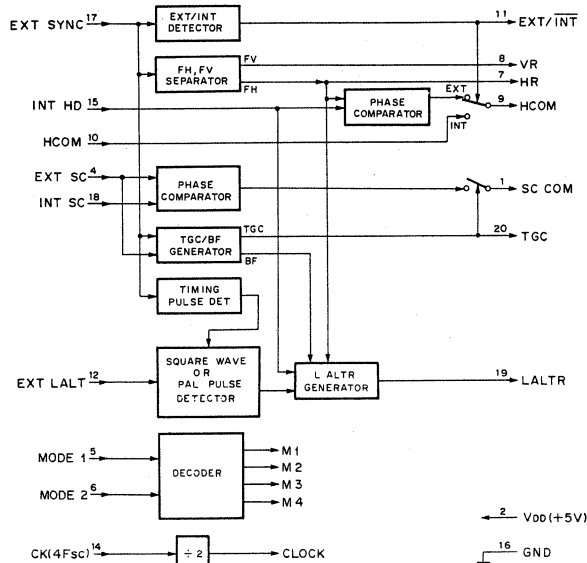 EXT SYNC 17
EXT/INT
DETECTOR
11 EXT/INT
FH, FV
SEPARATOR
FV
FH
8 VR
7 HR
INT HD 15
PHASE
COMPARATOR
EXT
INT
9 HCOM
HCOM 10
EXT SC 4
INT SC 18
PHASE
COMPARATOR
1 SC COM
TGC/BF
GENERATOR
TGC
BF
20 TGC
TIMING
PULSE DET
EXT LALT 12
SQUARE WAVE
OR
PAL PULSE
DETECTOR
LALTR
GENERATOR
19 LALTR
MODE 1 5
MODE 2 6
DECODER
M1
M2
M3
M4
2 VDD(+5V)
CK(4Fsc) 14
÷2
CLOCK
16 GND